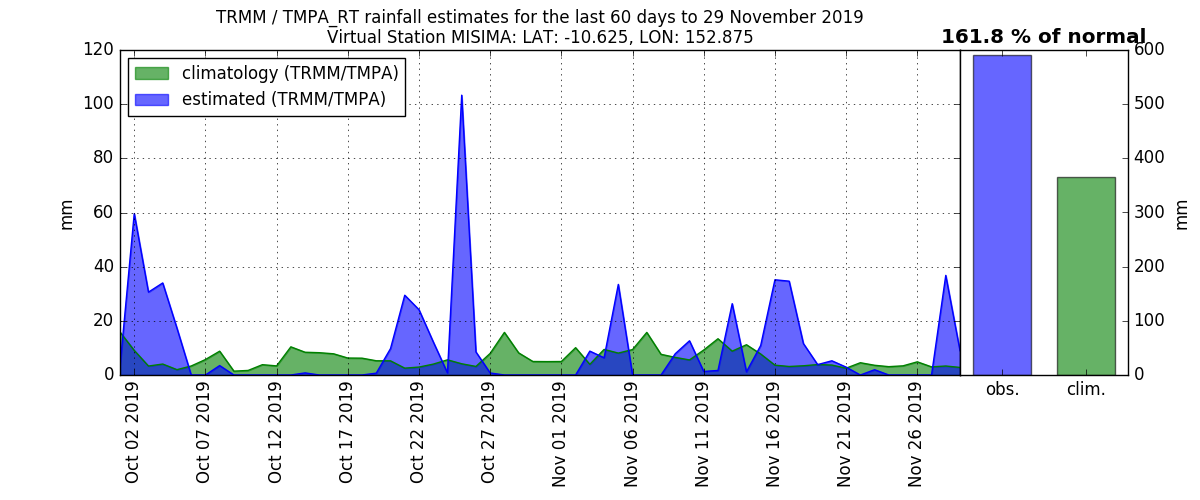 TRMM / TMPA_RT rainfall estimates for the last 60 days to 29 November 2019
Virtual Station MISIMA: LAT: -10.625, LON: 152.875
161.8 % of normal
climatology (TRMM/TMPA)
estimated (TRMM/TMPA)
mm
120
100
80
60
40
20
0
Oct 02 2019
Oct 07 2019
Oct 12 2019
Oct 17 2019
Oct 22 2019
Oct 27 2019
Nov 01 2019
Nov 06 2019
Nov 11 2019
Nov 16 2019
Nov 21 2019
Nov 26 2019
obs.
clim.
600
500
400
300
200
100
0
mm